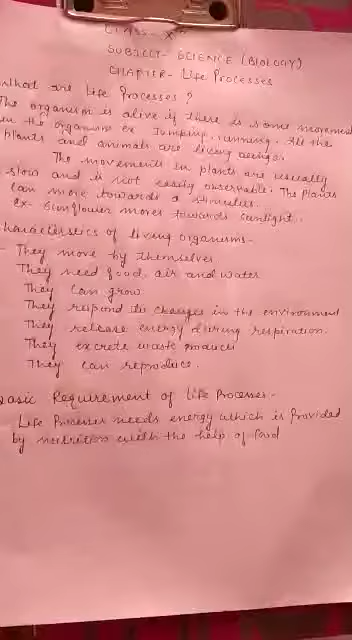 CLASS- Xth
SUBJECT- SCIENCE (BIOLOGY)
CHAPTER- Life Processes
What are Life Processes?
The organism is alive if there is some movement
in the organism ex Jumping, running. All the
plants and animals are living beings.
The movements in plants are usually
slow and is not easily observable. The plants
can move towards a stimulus.
ex- Sunflower moves towards sunlight.
Characteristics of living organisms-
- They move by themselves
They need food, air and water
They can grow
They respond to changes in the environment
They release energy during respiration.
They excrete waste products
They can reproduce.
Basic Requirement of Life Processes-
Life Processes needs energy which is provided
by nutrition with the help of food